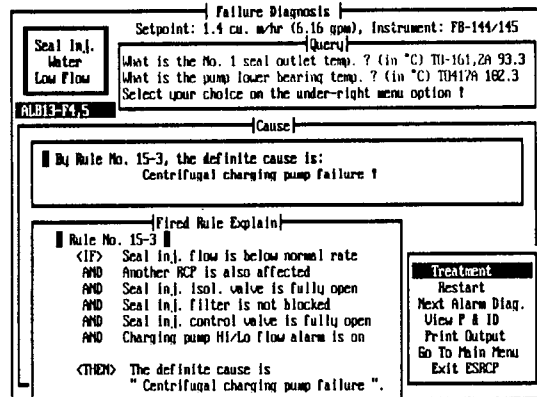 Failure Diagnosis
Setpoint: 1.4 cu. m/hr (6.16 gpm), Instrument: FB-144/145
Seal Inj.
Water
Low Flow
Query
What is the No. 1 seal outlet temp. ? (in °C) TU-161,2A 93.3
What is the pump lower bearing temp. ? (in °C) TU417A 102.3
Select your choice on the under-right menu option !
ALB13-F4,5
Cause
By Rule No. 15-3, the definite cause is:
Centrifugal charging pump failure !
Fired Rule Explain
Rule No. 15-3
<IF> Seal inj. flow is below normal rate
AND Another RCP is also affected
AND Seal inj. isol. valve is fully open
AND Seal inj. filter is not blocked
AND Seal inj. control valve is fully open
AND Charging pump Hi/Lo flow alarm is on
<THEN> The definite cause is
" Centrifugal charging pump failure ".
Treatment
Restart
Next Alarm Diag.
View P & ID
Print Output
Go To Main Menu
Exit ESRCP